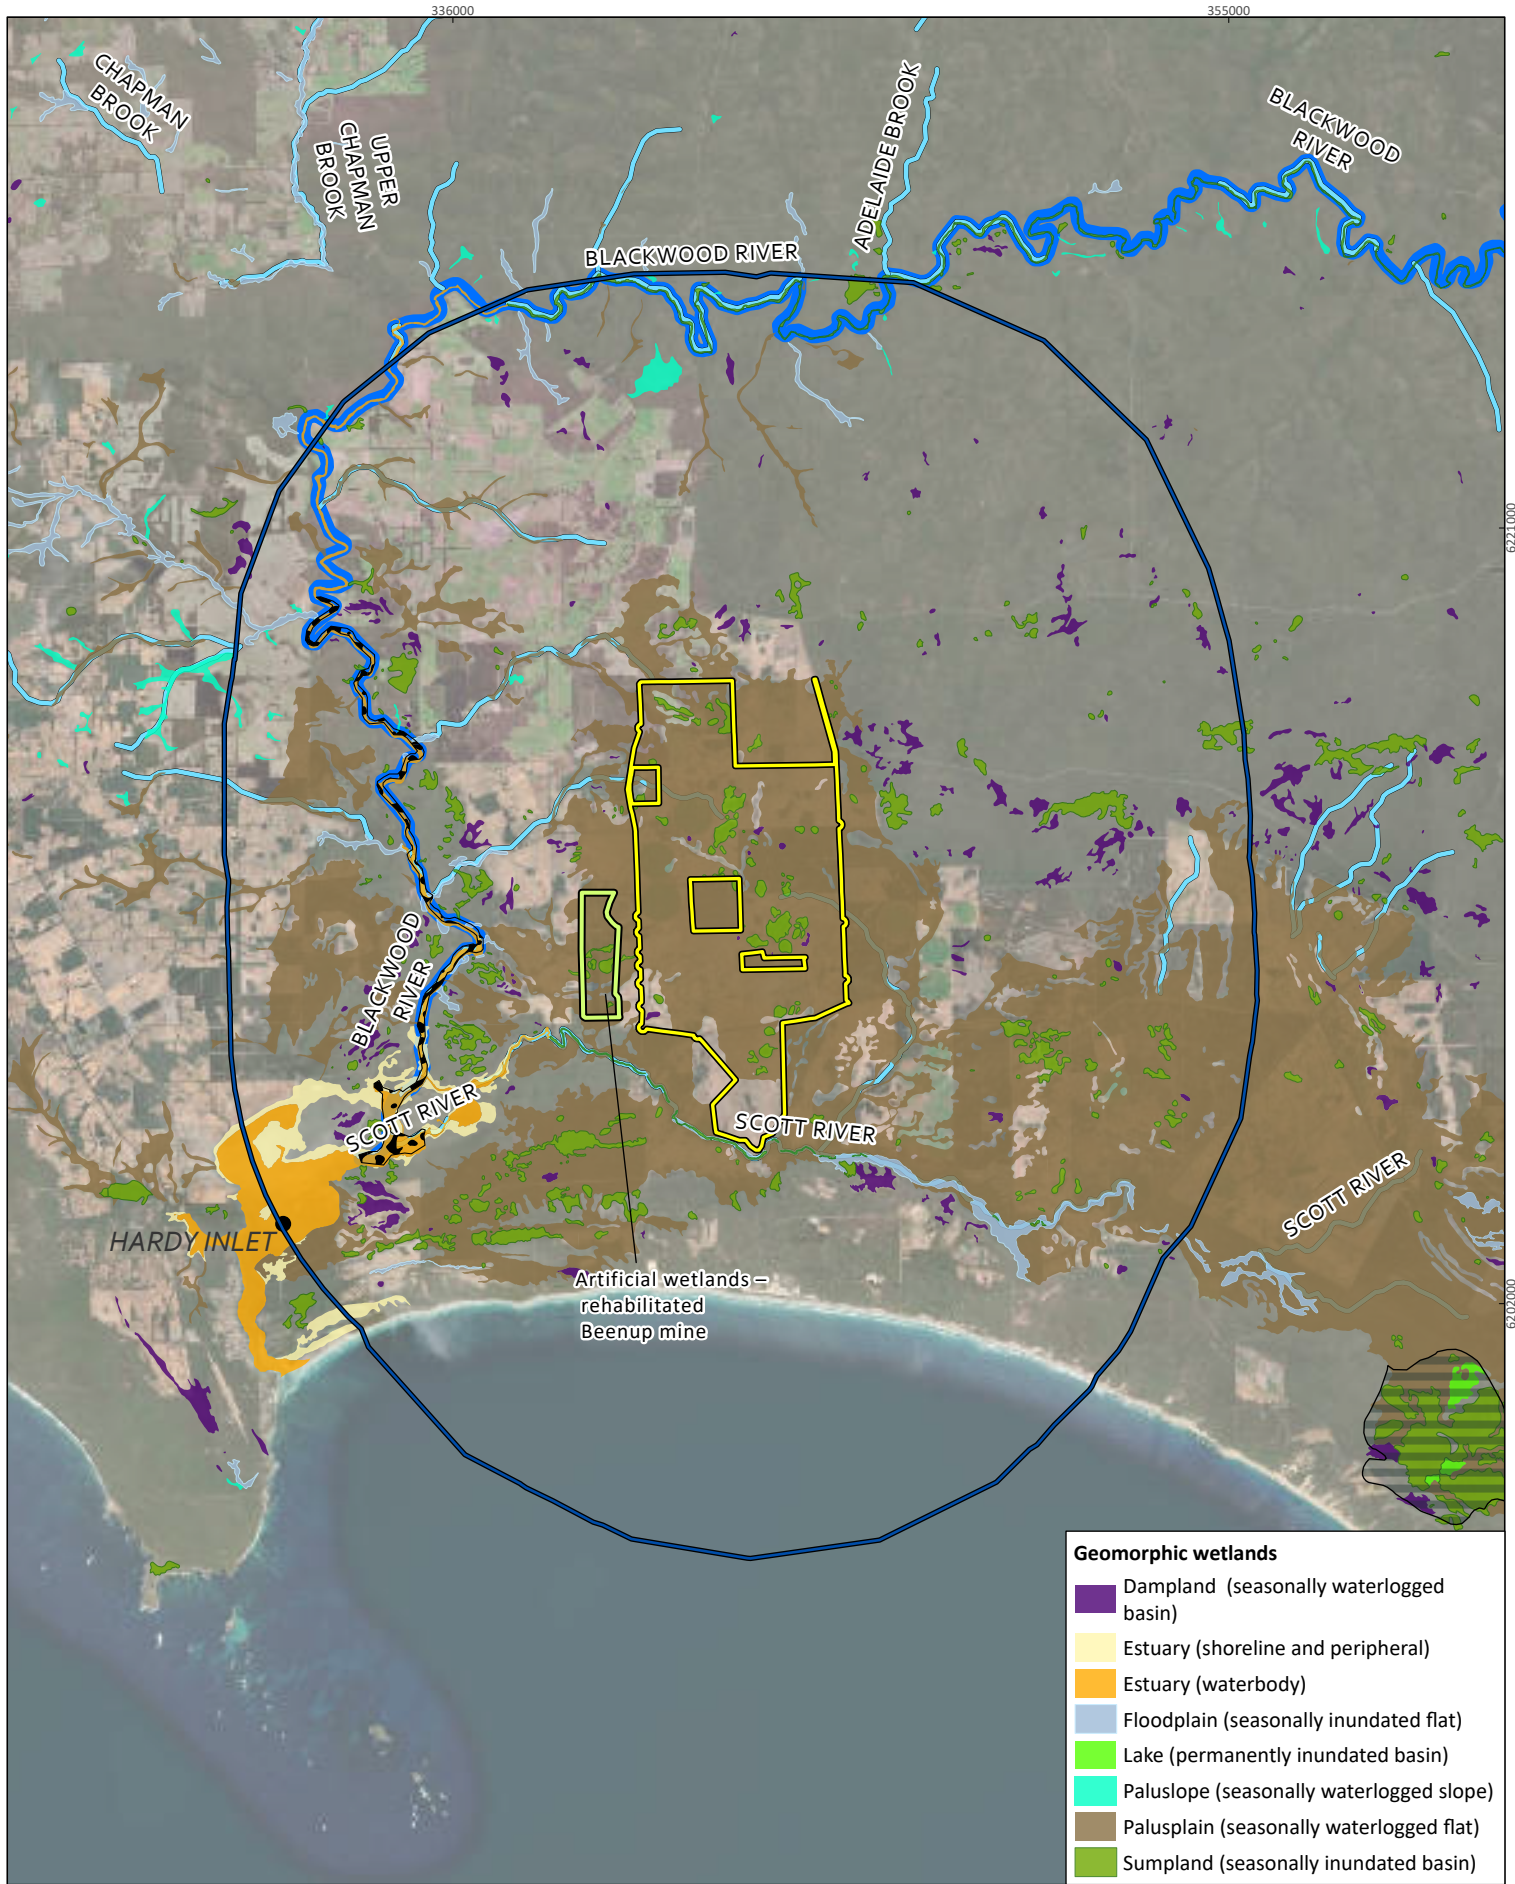 336000
355000
CHAPMAN
BROOK
UPPER
CHAPMAN
BROOK
ADELAIDE BROOK
BLACKWOOD
RIVER
BLACKWOOD RIVER
6221000
BLACKWOOD
RIVER
SCOTT RIVER
SCOTT RIVER
SCOTT RIVER
HARDY INLET
Artificial wetlands –
rehabilitated
Beenup mine
6202000
Geomorphic wetlands
Dampland (seasonally waterlogged
basin)
Estuary (shoreline and peripheral)
Estuary (waterbody)
Floodplain (seasonally inundated flat)
Lake (permanently inundated basin)
Paluslope (seasonally waterlogged slope)
Palusplain (seasonally waterlogged flat)
Sumpland (seasonally inundated basin)